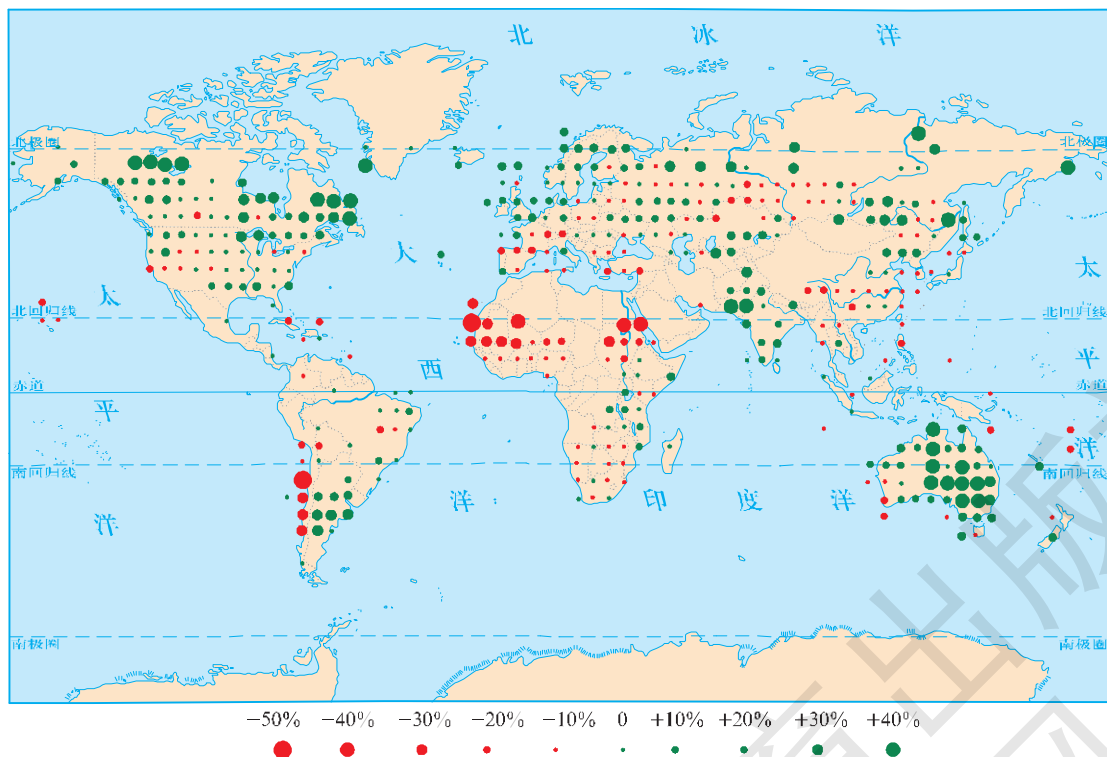 北 冰 洋
北极圈 北极圈
太 大 太
北回归线 北回归线
西 平
赤道 赤道
平
洋
南回归线 南回归线
洋 洋 印 度 洋
南极圈 南极圈
−50% −40% −30% −20% −10% 0 +10% +20% +30% +40%
出版